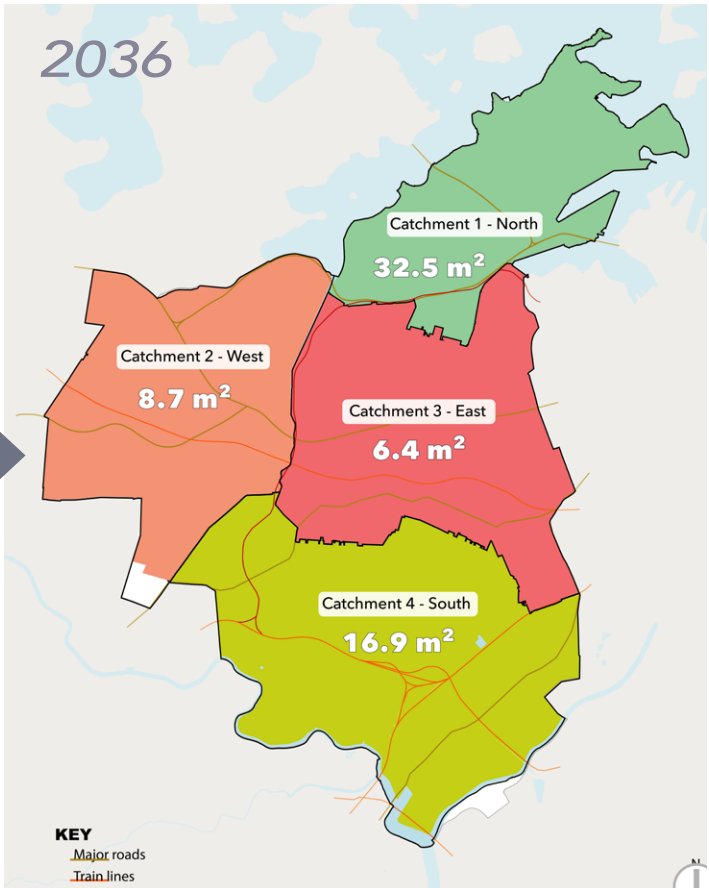 2036
Catchment 1 - North
32.5 m²
Catchment 2 - West
8.7 m²
Catchment 3 - East
6.4 m²
Catchment 4 - South
16.9 m²
KEY
Major roads
Train lines
N